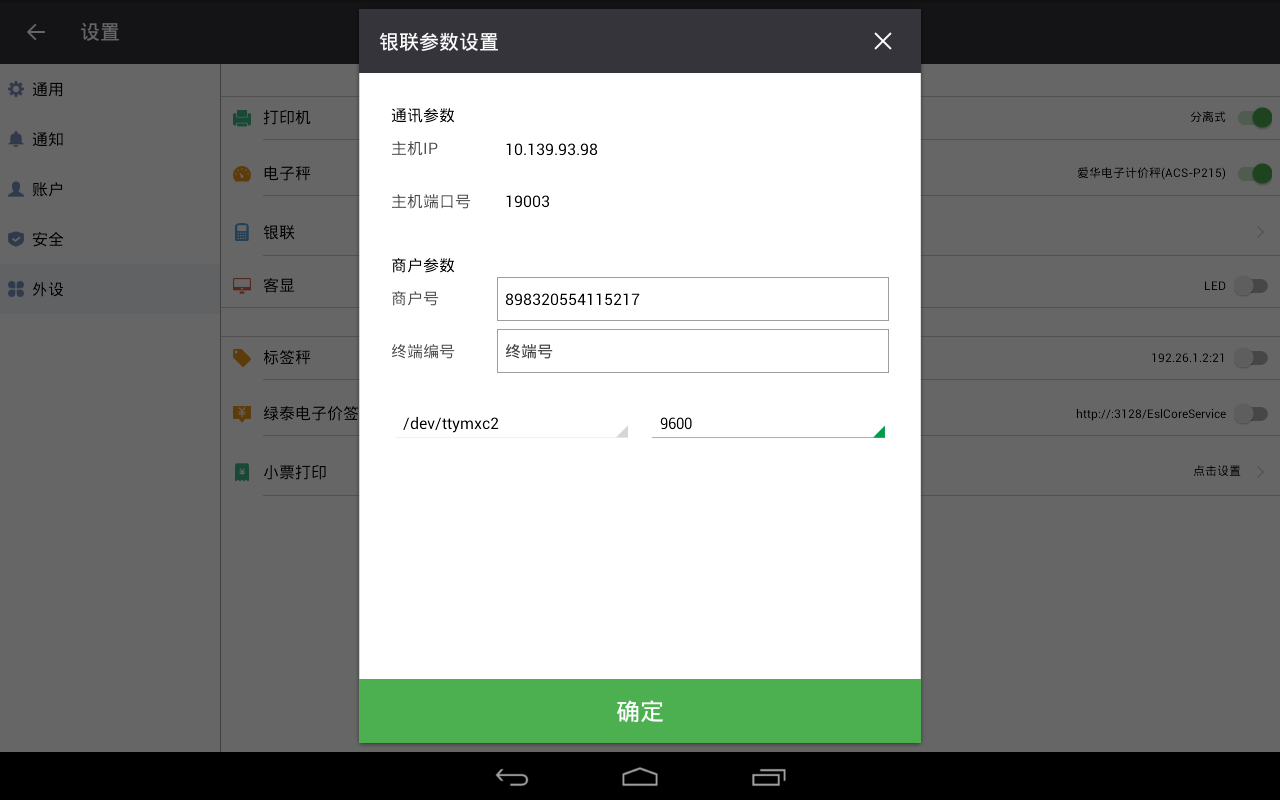 设置
银联参数设置
通用
通知
账户
安全
外设
打印机
分离式
电子秤
爱华电子计价秤(ACS-P215)
银联
客显
LED
标签秤
192.26.1.2:21
绿泰电子价签
http://:3128/EslCoreService
小票打印
点击设置
通讯参数
主机IP 10.139.93.98
主机端口号 19003
商户参数
商户号 898320554115217
终端编号 终端号
/dev/ttymxc2 9600
确定